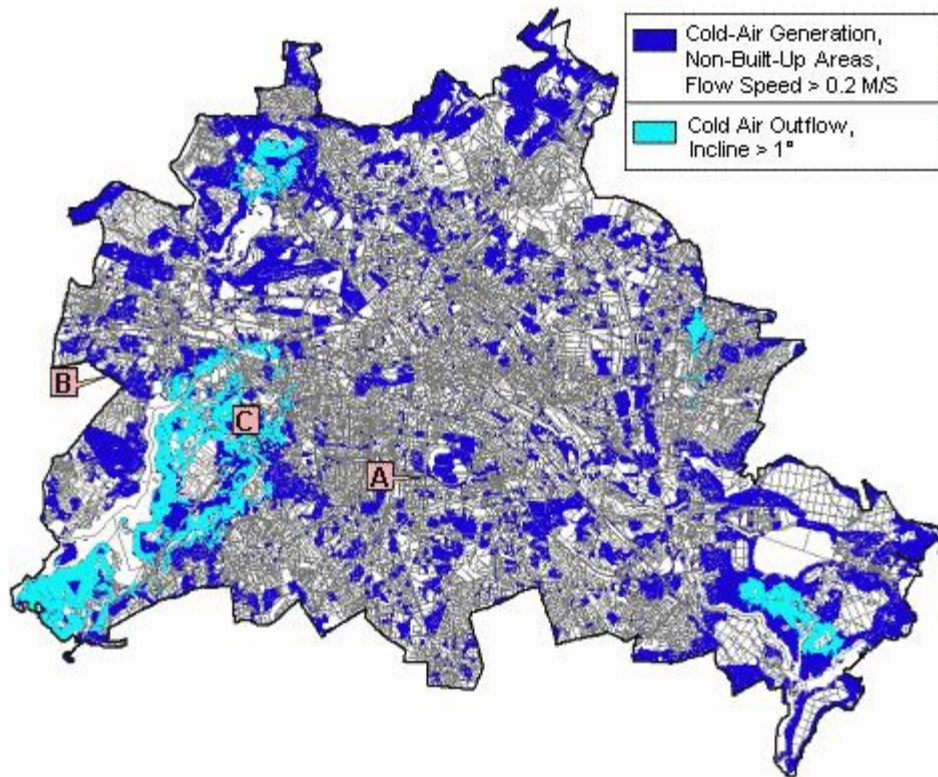 Cold-Air Generation,
Non-Built-Up Areas,
Flow Speed > 0.2 M/S
Cold Air Outflow,
Incline > 1°
B
C
A